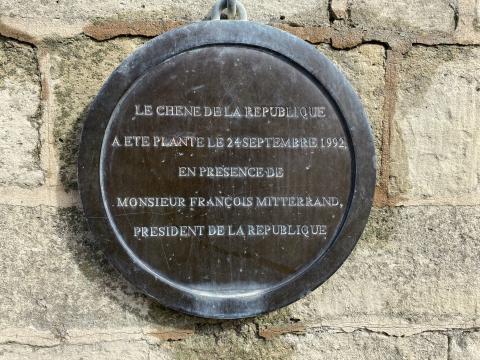 LE CHENE DE LA REPUBLIQUE
A ETE PLANTE LE 24 SEPTEMBRE 1992,
EN PRESENCE DE
MONSIEUR FRANÇOIS MITTERRAND,
PRESIDENT DE LA REPUBLIQUE